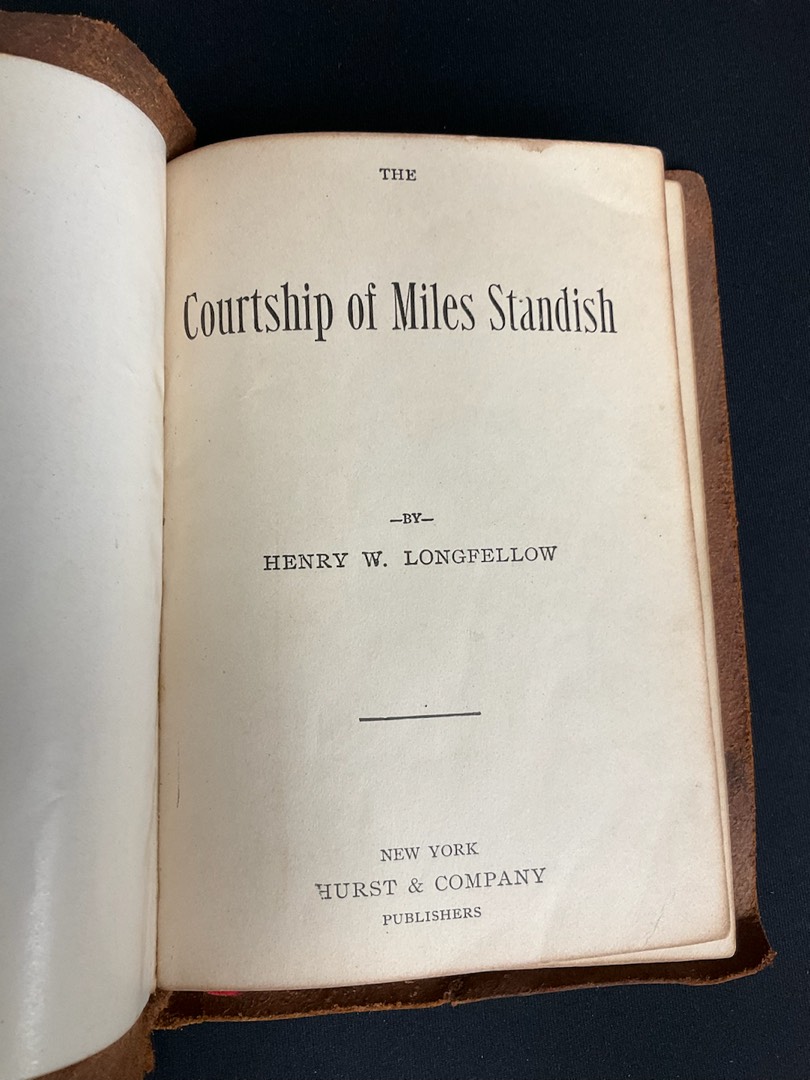 THE
Courtship of Miles Standish
—BY—
HENRY W. LONGFELLOW
NEW YORK
HURST & COMPANY
PUBLISHERS